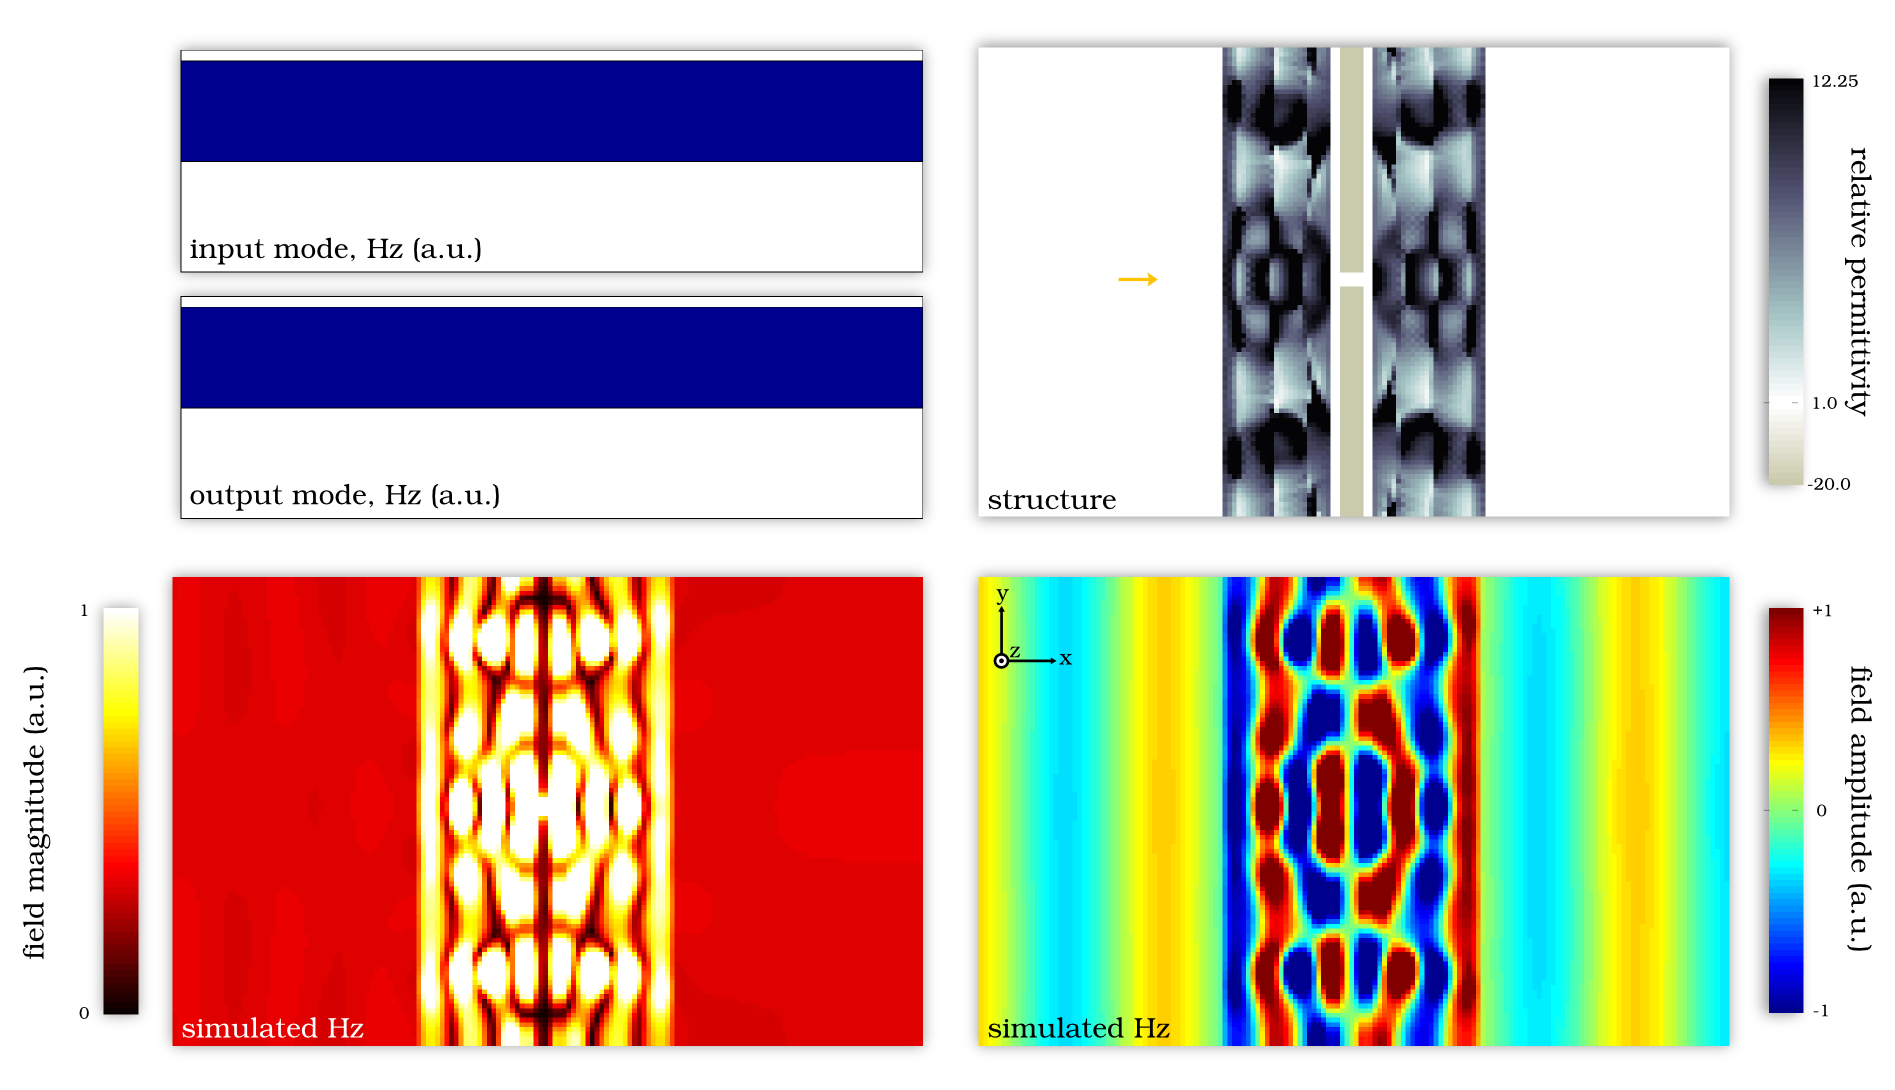 input mode, Hz (a.u.)
output mode, Hz (a.u.)
structure
12.25
1.0
-20.0
relative permittivity
1
0
field magnitude (a.u.)
simulated Hz
y
z
x
simulated Hz
+1
0
-1
field amplitude (a.u.)